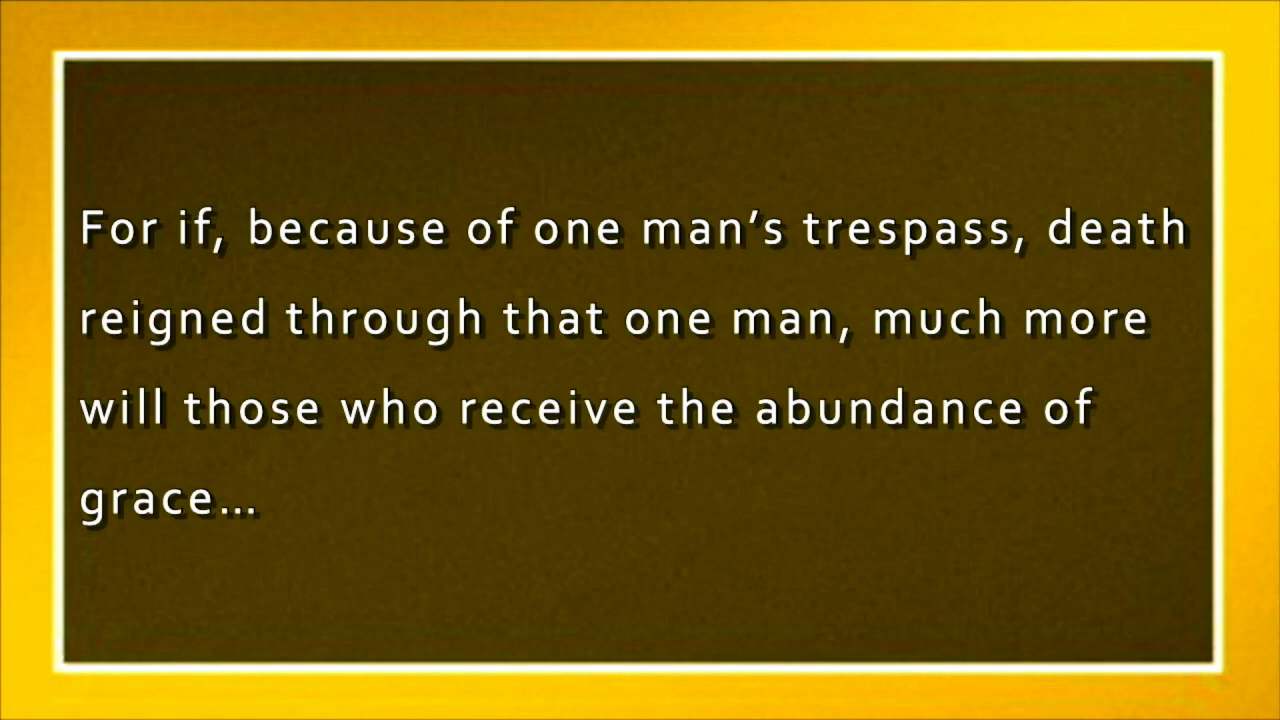 For if, because of one man’s trespass, death
reigned through that one man, much more
will those who receive the abundance of
grace…